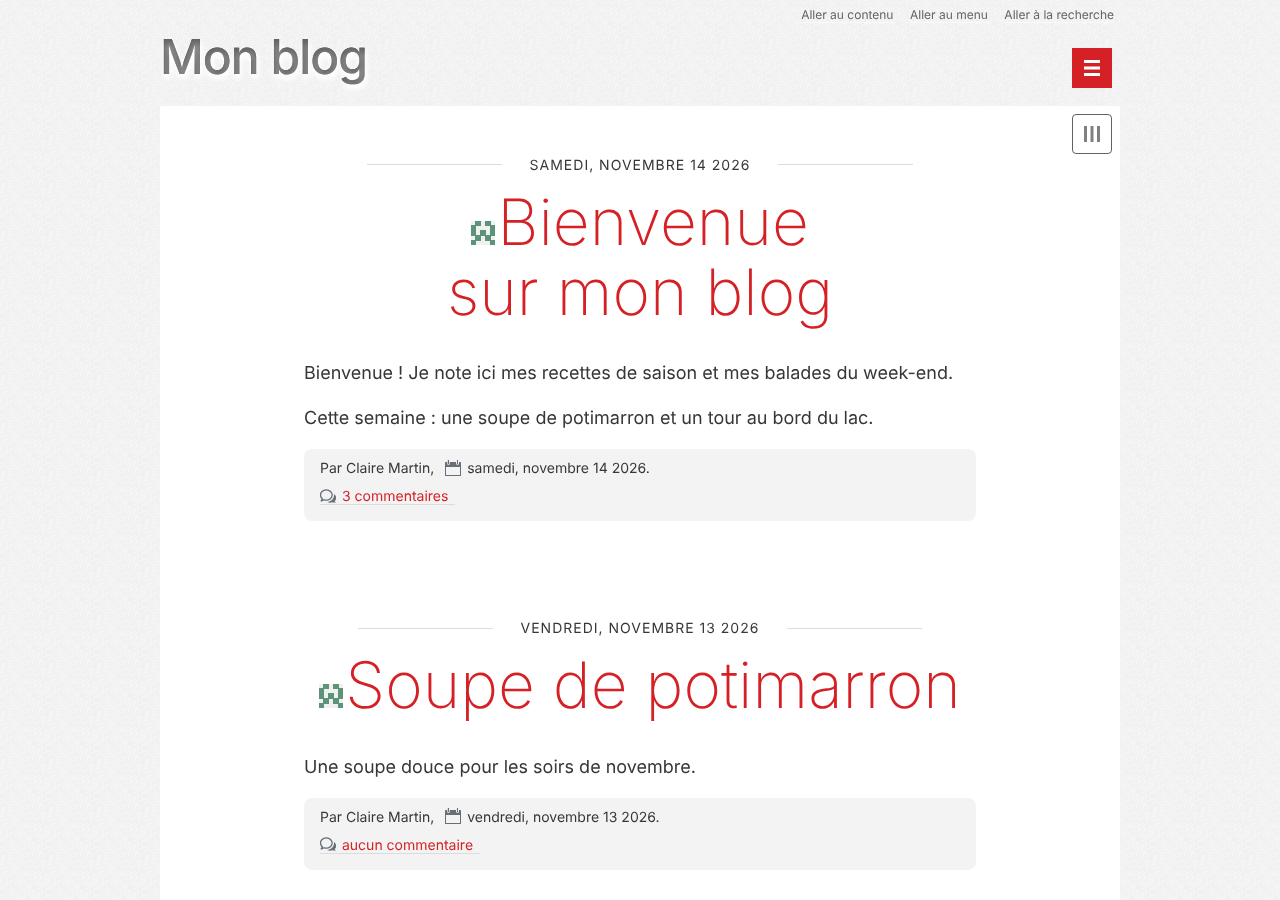 Aller au contenu Aller au menu Aller à la recherche
Mon blog
SAMEDI, NOVEMBRE 14 2026
Bienvenue
sur mon blog
Bienvenue ! Je note ici mes recettes de saison et mes balades du week-end.
Cette semaine : une soupe de potimarron et un tour au bord du lac.
Par Claire Martin, samedi, novembre 14 2026.
3 commentaires
VENDREDI, NOVEMBRE 13 2026
Soupe de potimarron
Une soupe douce pour les soirs de novembre.
Par Claire Martin, vendredi, novembre 13 2026.
aucun commentaire